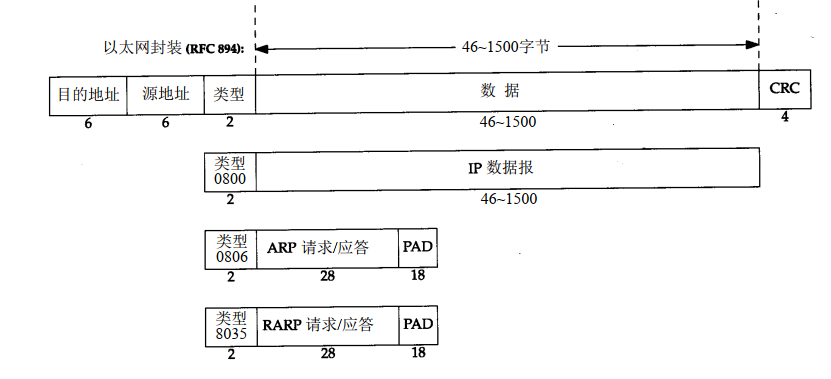 以太网封装 (RFC 894): 46~1500字节
目的地址 源地址 类型 数 据 CRC
6 6 2 46~1500 4
类型 IP 数据报
0800
2 46~1500
类型 ARP 请求/应答 PAD
0806
2 28 18
类型 RARP 请求/应答 PAD
8035
2 28 18